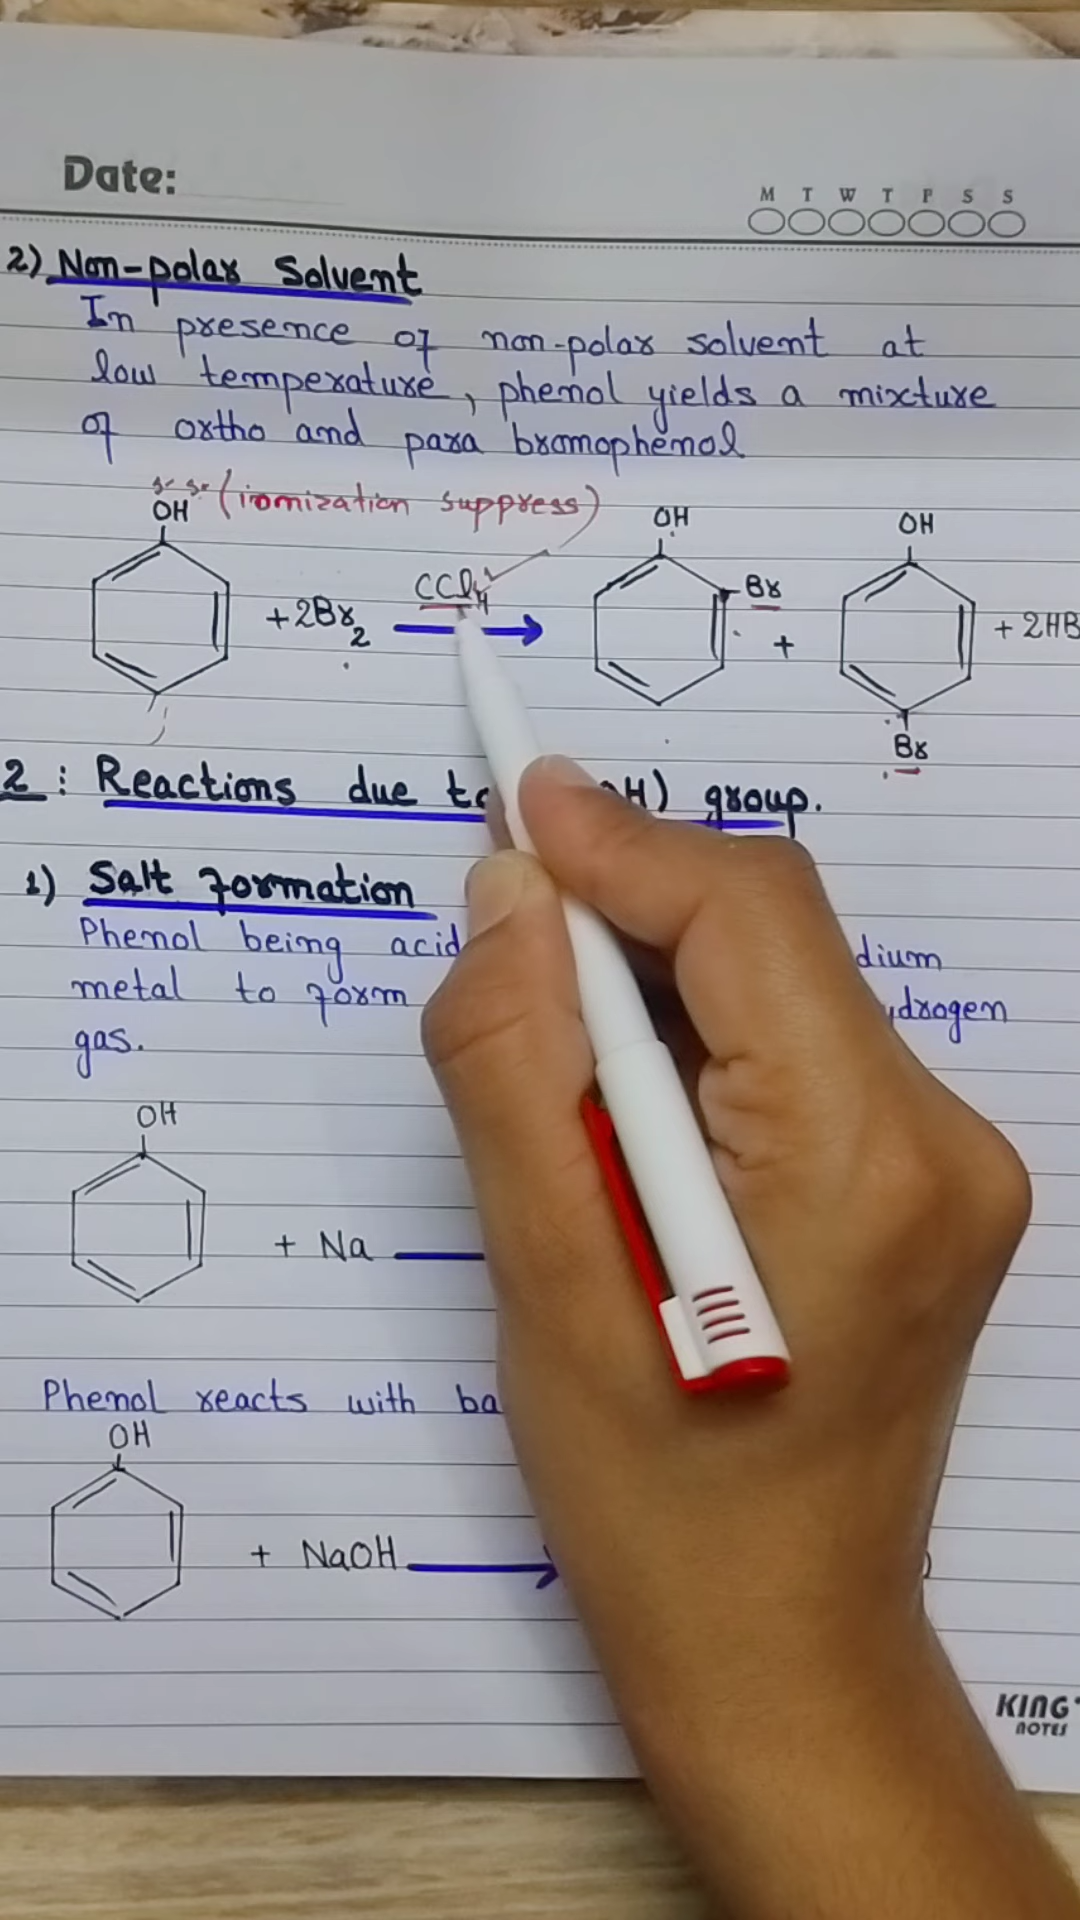 Date:
M T W T F S S
2) Non-polar Solvent
In presence of non-polar solvent at
low temperature, phenol yields a mixture
of ortho and para bromophenol
(ionization suppress)
OH OH OH
+ 2Br2 CCl4 Br + + 2HB
Br
2: Reactions due to OH) group.
1) Salt formation
Phenol being acid dium
metal to form ydrogen
gas.
OH
+ Na
Phenol reacts with ba
OH
+ NaOH
KING
NOTES